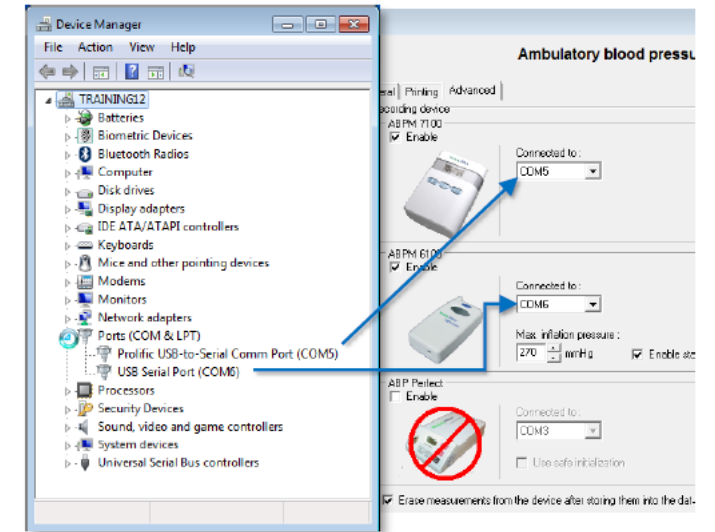 Device Manager
File Action View Help
TRAINING12
Batteries
Biometric Devices
Bluetooth Radios
Computer
Disk drives
Display adapters
IDE ATA/ATAPI controllers
Keyboards
Mice and other pointing devices
Modems
Monitors
Network adapters
Ports (COM & LPT)
Prolific USB-to-Serial Comm Port (COM5)
USB Serial Port (COM6)
Processors
Security Devices
Sound, video and game controllers
System devices
Universal Serial Bus controllers
Ambulatory blood pressu
eral Printing Advanced
ecording device
ABPM 7100
Enable
Connected to :
COM5
ABPM 6100
Enable
Connected to :
COM6
Max. inflation pressure :
270 mmHg Enable ste
ABP Perfect
Enable
Connected to :
COM3
Use safe initialization
Erase measurements from the device after storing them into the dat